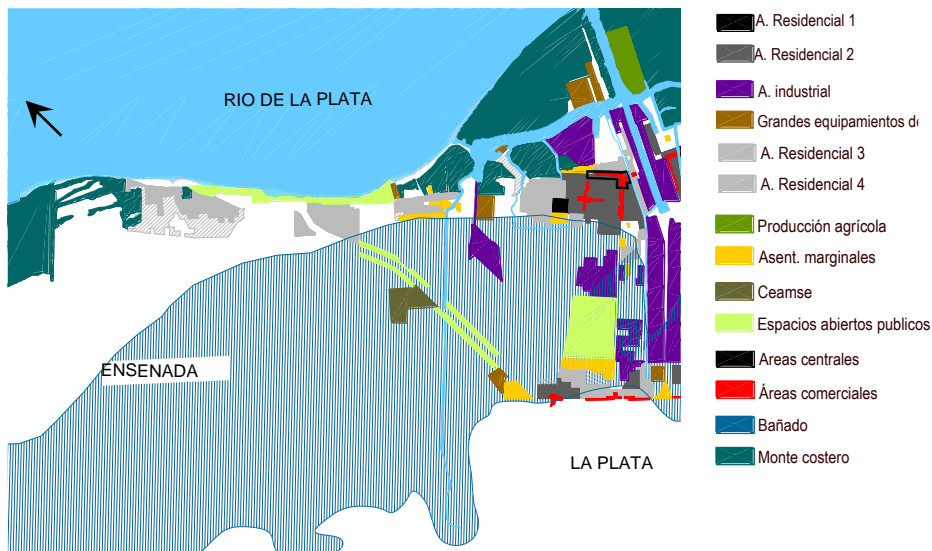 RIO DE LA PLATA
ENSENADA
LA PLATA
A. Residencial 1
A. Residencial 2
A. industrial
Grandes equipamientos de
A. Residencial 3
A. Residencial 4
Producción agrícola
Asent. marginales
Ceamse
Espacios abiertos publicos
Areas centrales
Áreas comerciales
Bañado
Monte costero